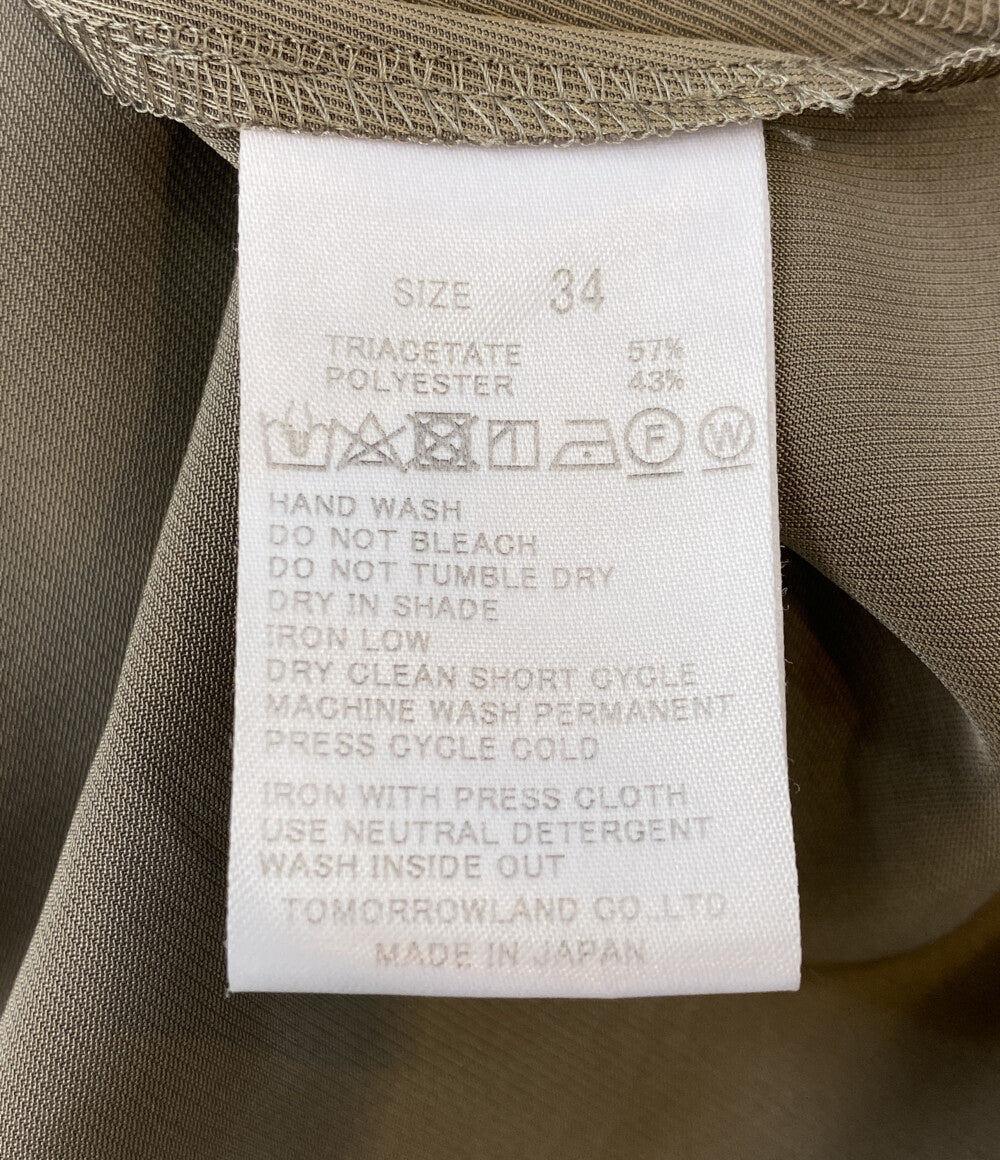 SIZE 34
TRIACETATE 57%
POLYESTER 43%
F W
HAND WASH
DO NOT BLEACH
DO NOT TUMBLE DRY
DRY IN SHADE
IRON LOW
DRY CLEAN SHORT CYCLE
MACHINE WASH PERMANENT
PRESS CYCLE COLD
IRON WITH PRESS CLOTH
USE NEUTRAL DETERGENT
WASH INSIDE OUT
TOMORROWLAND CO.,LTD
MADE IN JAPAN